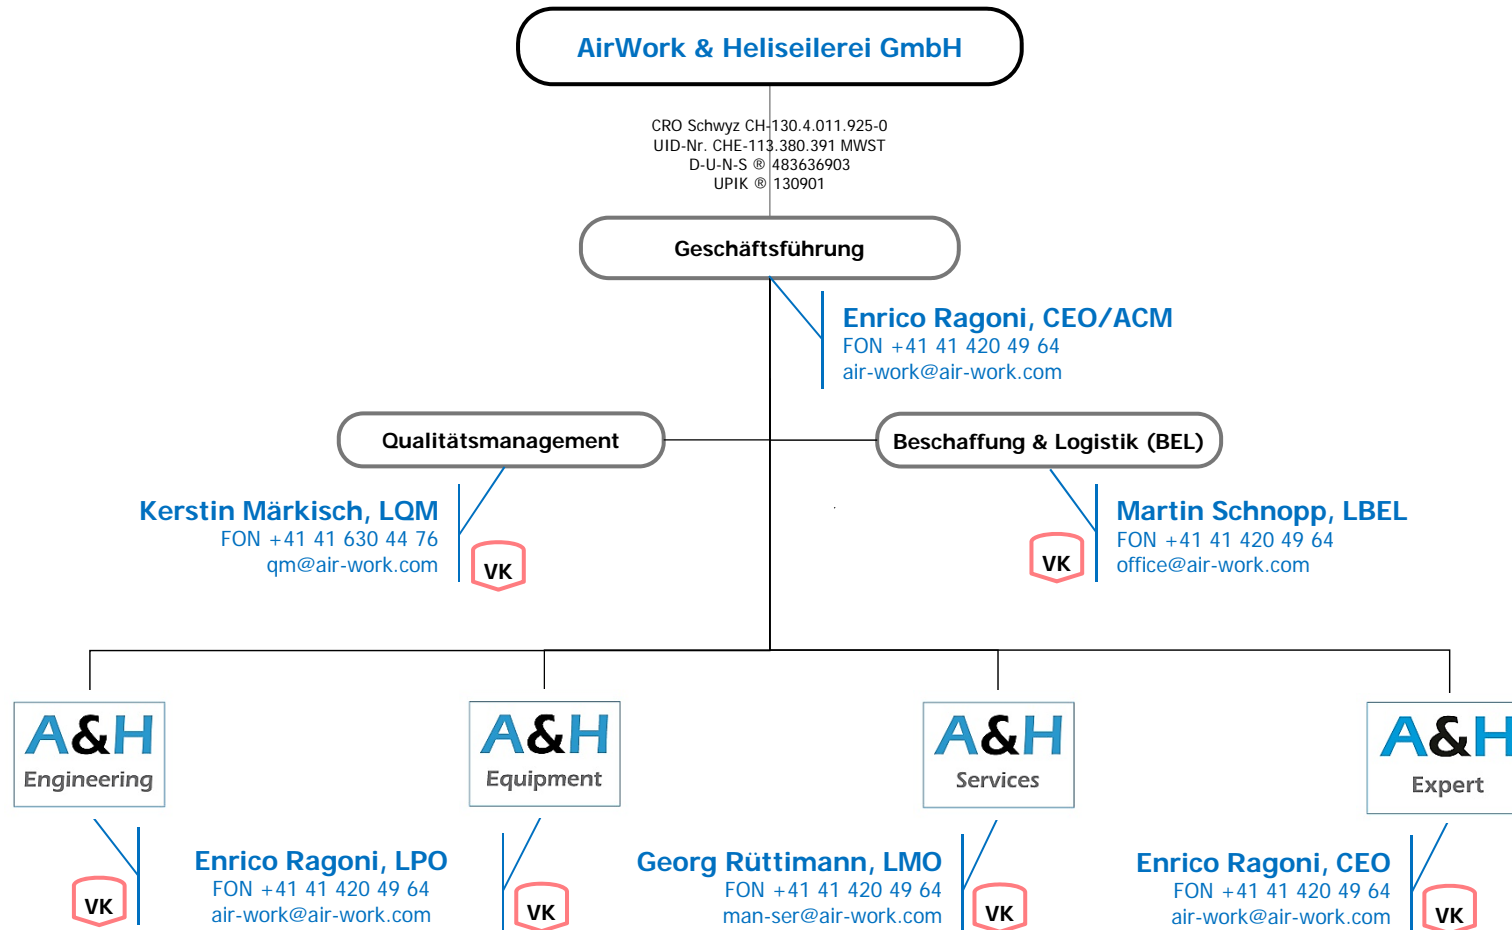 AirWork & Heliseilerei GmbH
CRO Schwyz CH-130.4.011.925-0
UID-Nr. CHE-113.380.391 MWST
D-U-N-S ® 483636903
UPIK ® 130901
Geschäftsführung
Enrico Ragoni, CEO/ACM
FON +41 41 420 49 64
air-work@air-work.com
Qualitätsmanagement
Kerstin Märkisch, LQM
FON +41 41 630 44 76
qm@air-work.com
VK
Beschaffung & Logistik (BEL)
Martin Schnopp, LBEL
FON +41 41 420 49 64
office@air-work.com
VK
A&H
Engineering
VK
A&H
Equipment
Enrico Ragoni, LPO
FON +41 41 420 49 64
air-work@air-work.com
VK
A&H
Services
Georg Rüttimann, LMO
FON +41 41 420 49 64
man-ser@air-work.com
VK
A&H
Expert
Enrico Ragoni, CEO
FON +41 41 420 49 64
air-work@air-work.com
VK